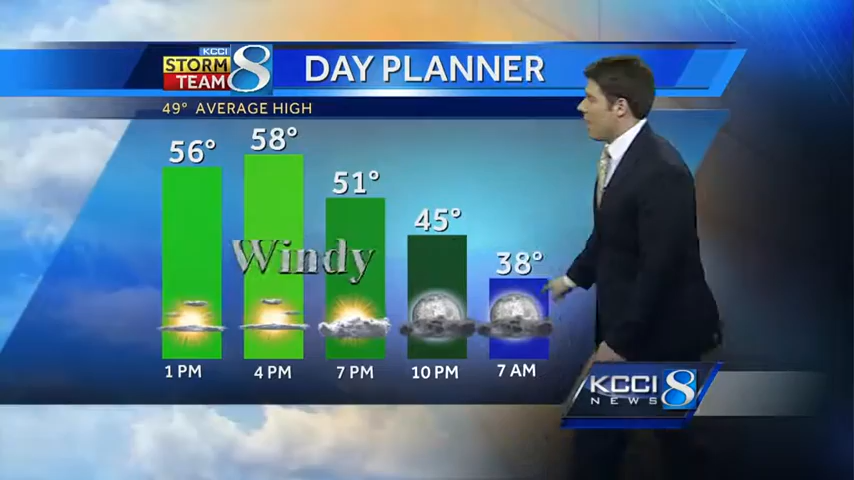 KCCI
STORM
TEAM 8
DAY PLANNER
49° AVERAGE HIGH
56° 58° 51° 45° 38°
Windy
1 PM 4 PM 7 PM 10 PM 7 AM
KCCI 8
NEWS